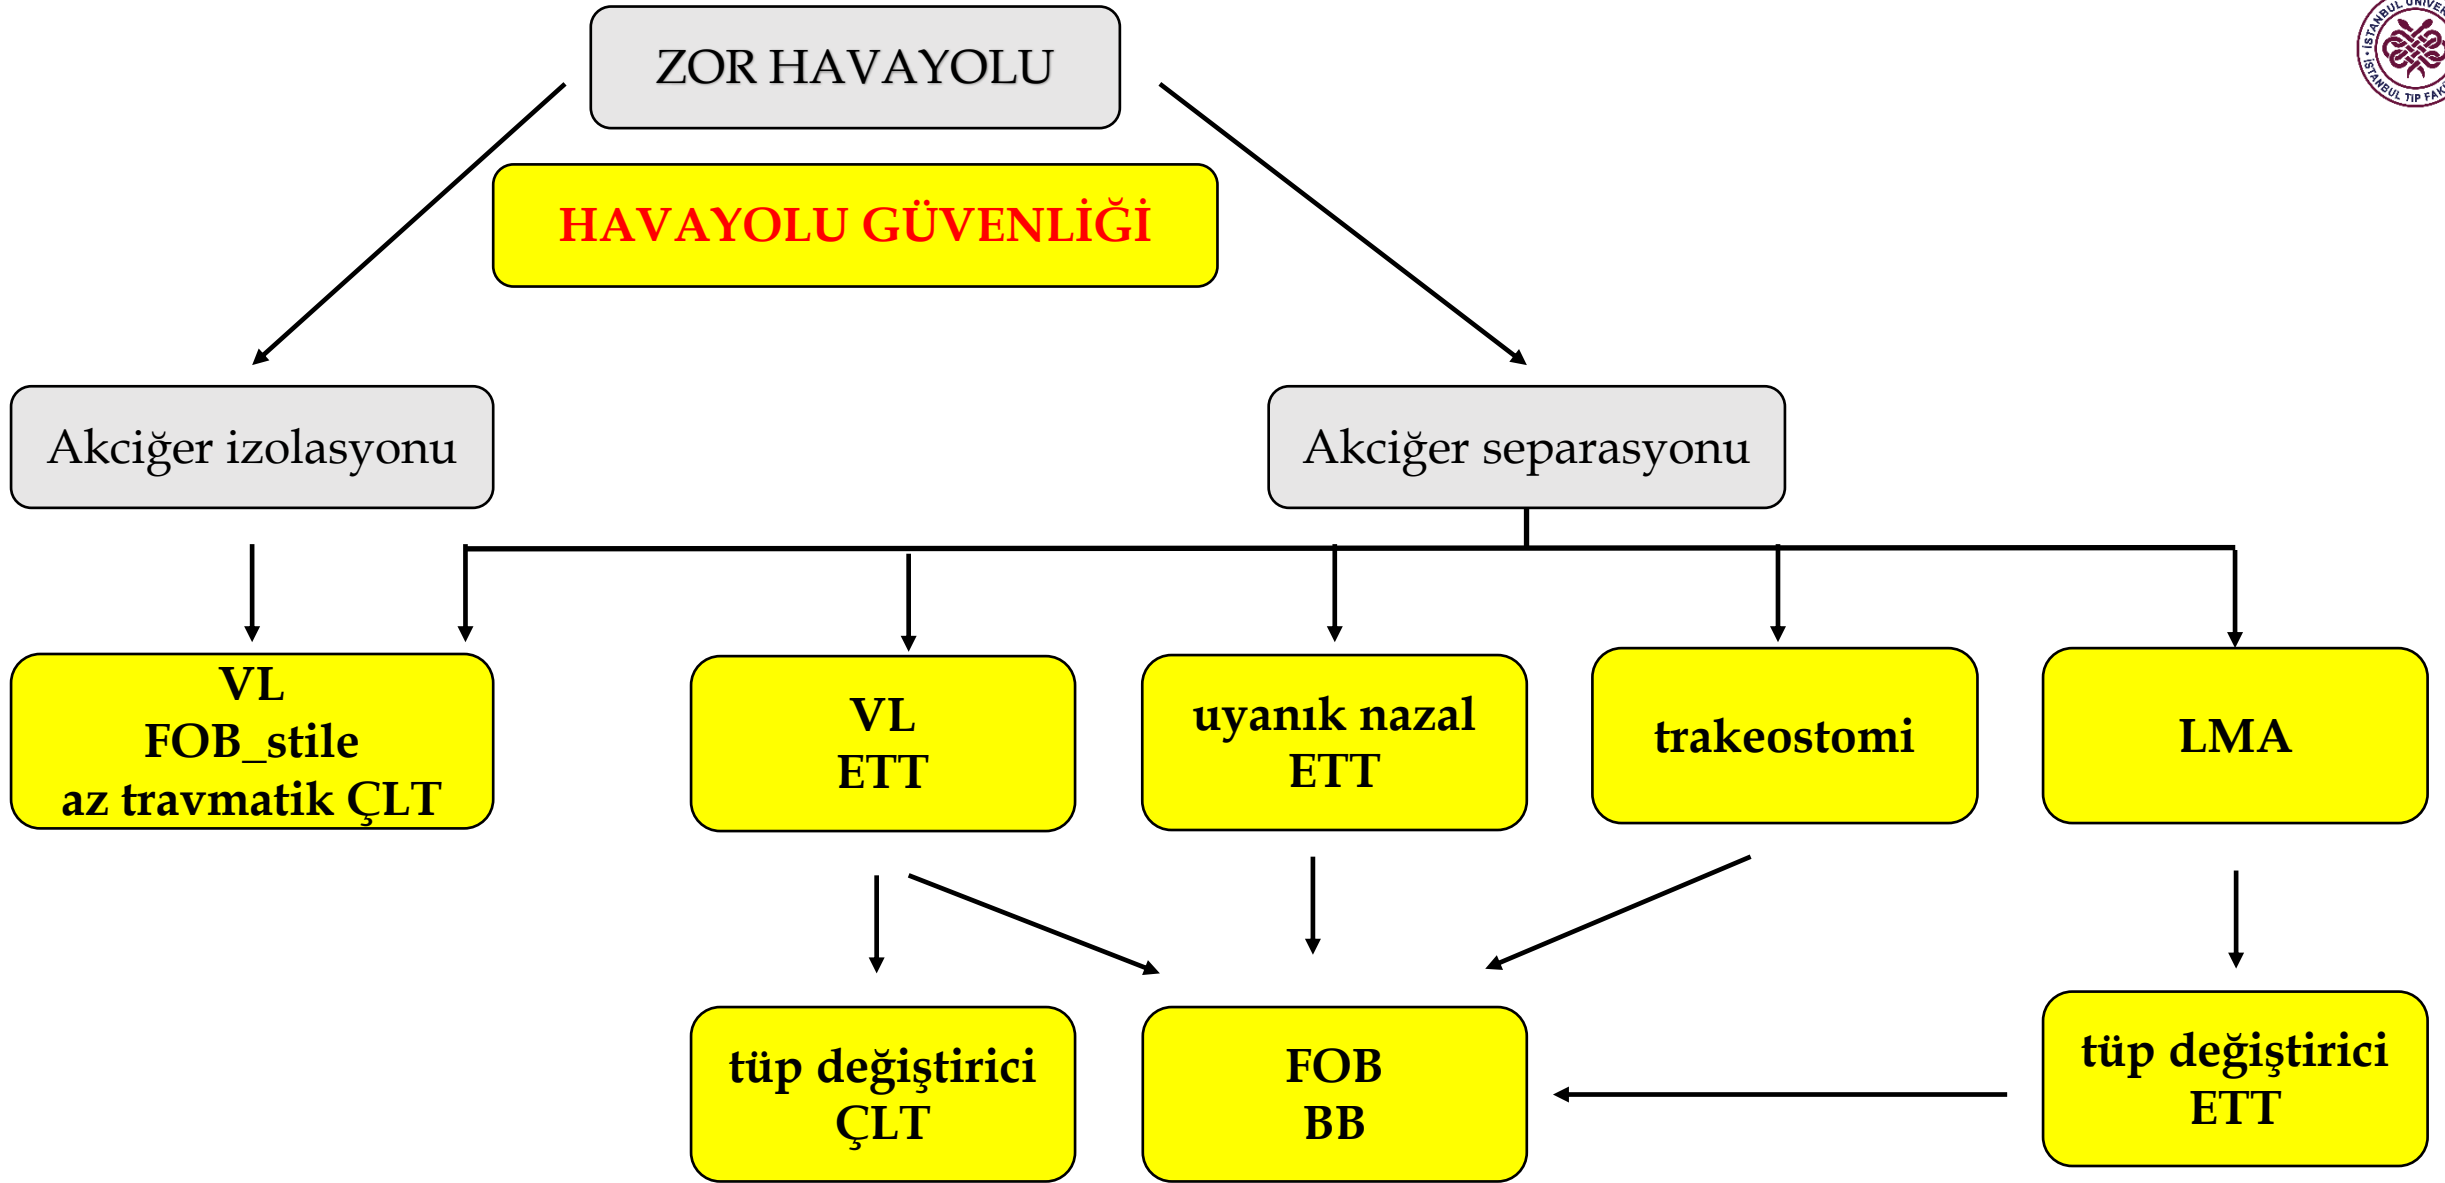 ZOR HAVAYOLU
HAVAYOLU GÜVENLİĞİ
Akciğer izolasyonu
Akciğer separasyonu
VL
FOB_stile
az travmatik ÇLT
VL
ETT
uyanık nazal
ETT
trakeostomi
LMA
tüp değiştirici
ÇLT
FOB
BB
tüp değiştirici
ETT